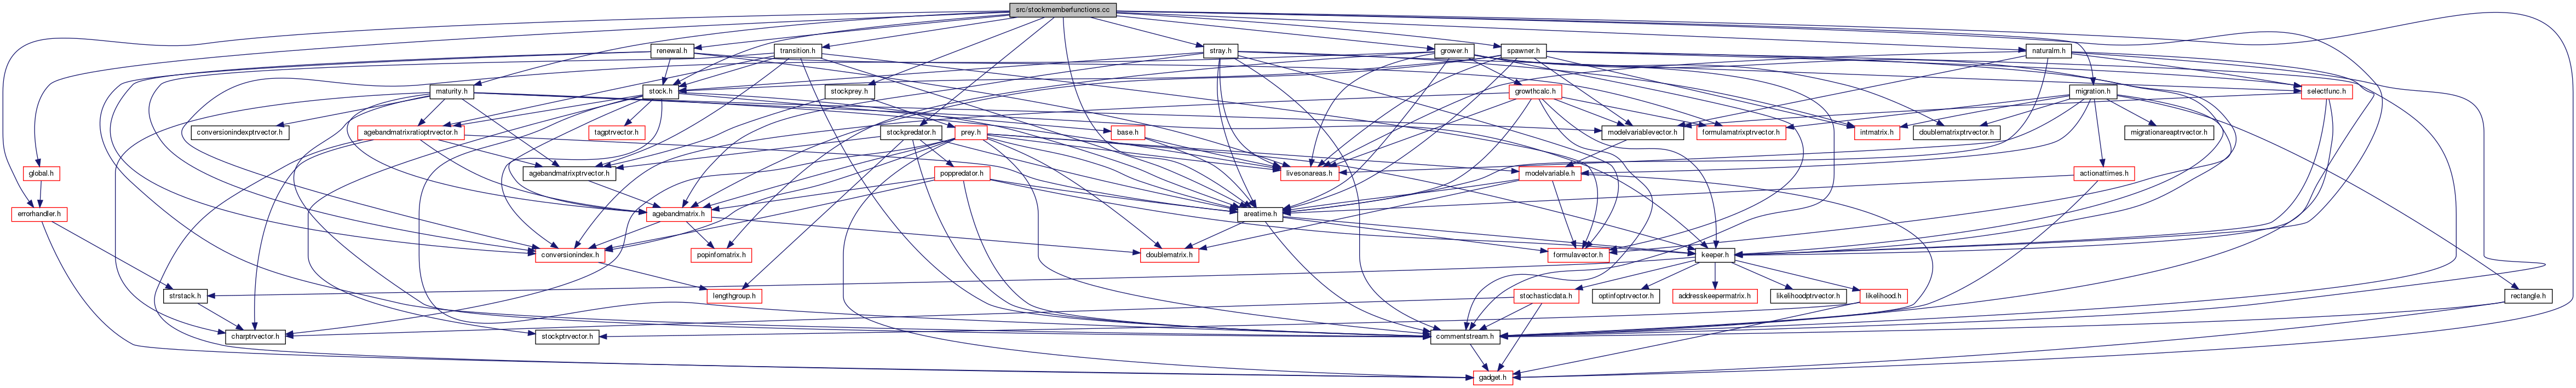 src/stockmemberfunctions.cc
renewal.h
transition.h
stray.h
grower.h
spawner.h
naturalm.h
maturity.h
stock.h
stockprey.h
growthcalc.h
migration.h
selectfunc.h
conversionindexptrvector.h
agebandmatrixratioptrvector.h
tagptrvector.h
stockpredator.h
prey.h
base.h
modelvariablevector.h
formulamatrixptrvector.h
intmatrix.h
doublematrixptrvector.h
migrationareaptrvector.h
global.h
agebandmatrixptrvector.h
poppredator.h
livesonareas.h
modelvariable.h
actionattimes.h
errorhandler.h
agebandmatrix.h
areatime.h
conversionindex.h
popinfomatrix.h
doublematrix.h
formulavector.h
keeper.h
strstack.h
lengthgroup.h
stochasticdata.h
optinfoptrvector.h
addresskeepermatrix.h
likelihoodptrvector.h
likelihood.h
rectangle.h
charptrvector.h
stockptrvector.h
commentstream.h
gadget.h